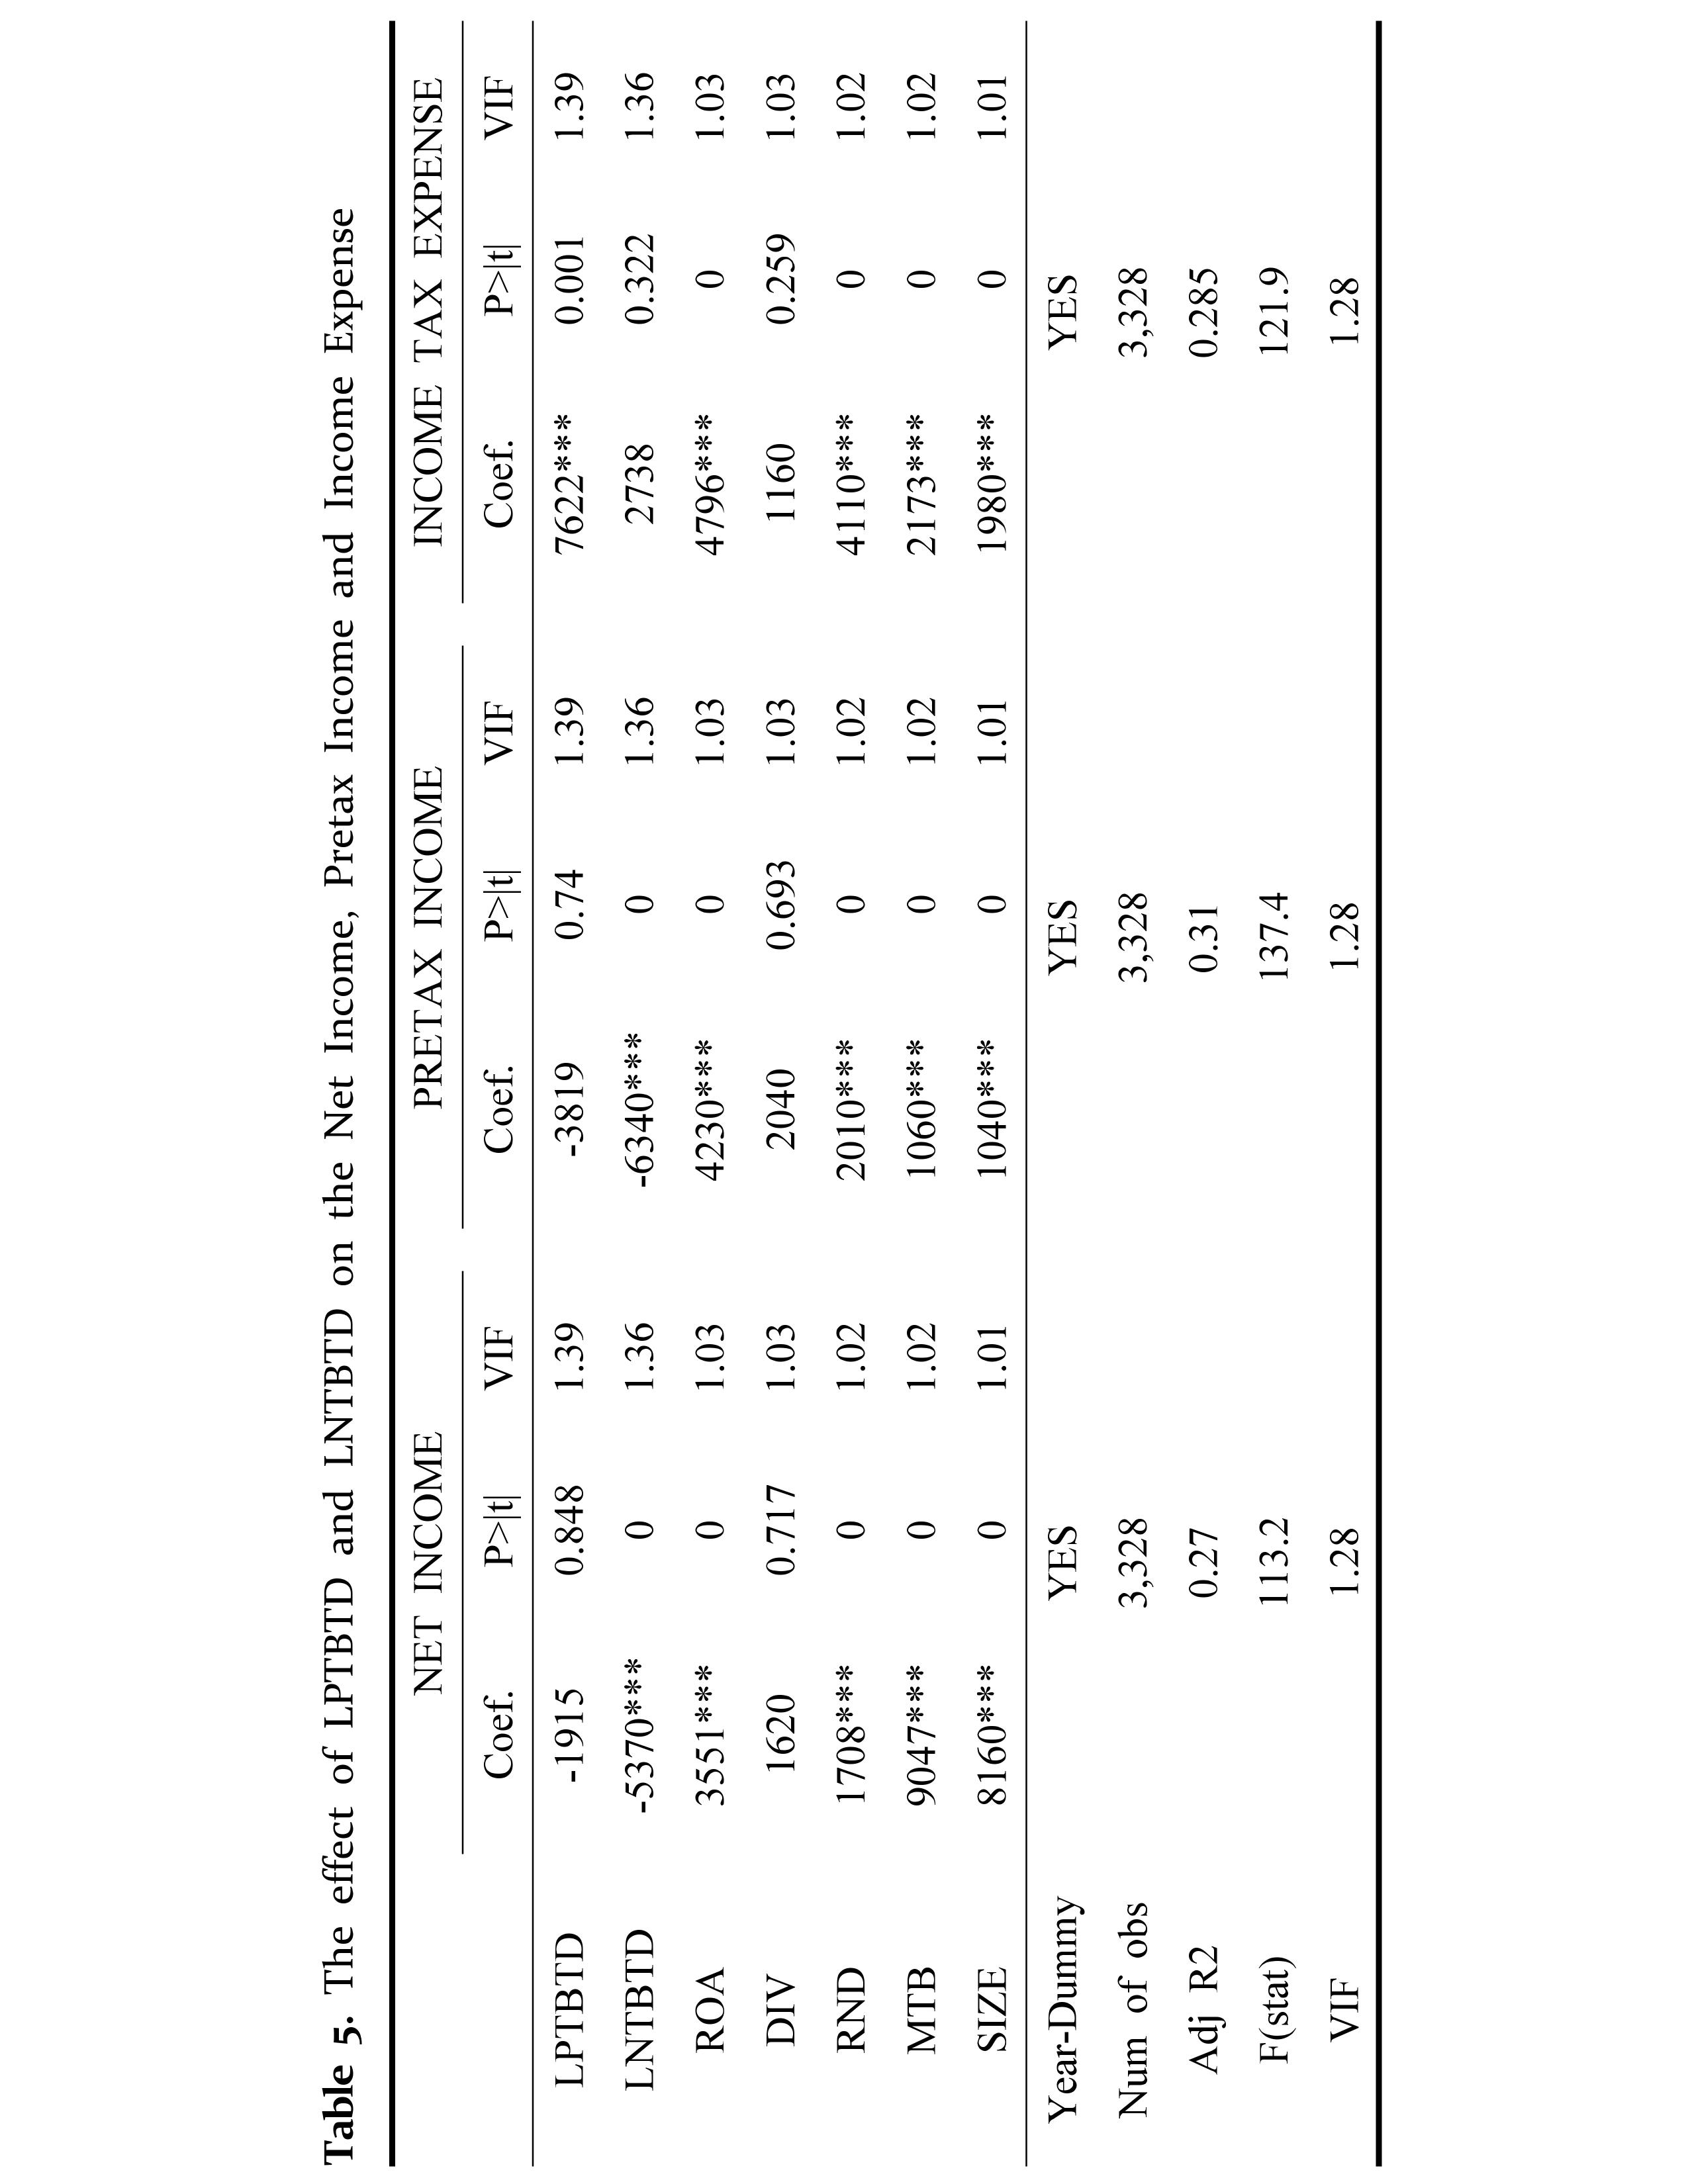 Table 5. The effect of LPTBTD and LNTBTD on the Net Income, Pretax Income and Income Expense
NET INCOME PRETAX INCOME INCOME TAX EXPENSE
Coef. P>|t| VIF Coef. P>|t| VIF Coef. P>|t| VIF
LPTBTD -1915 0.848 1.39 -3819 0.74 1.39 7622*** 0.001 1.39
LNTBTD -5370*** 0 1.36 -6340*** 0 1.36 2738 0.322 1.36
ROA 3551*** 0 1.03 4230*** 0 1.03 4796*** 0 1.03
DIV 1620 0.717 1.03 2040 0.693 1.03 1160 0.259 1.03
RND 1708*** 0 1.02 2010*** 0 1.02 4110*** 0 1.02
MTB 9047*** 0 1.02 1060*** 0 1.02 2173*** 0 1.02
SIZE 8160*** 0 1.01 1040*** 0 1.01 1980*** 0 1.01
Year-Dummy YES YES YES
Num of obs 3,328 3,328 3,328
Adj R2 0.27 0.31 0.285
F(stat) 113.2 137.4 121.9
VIF 1.28 1.28 1.28